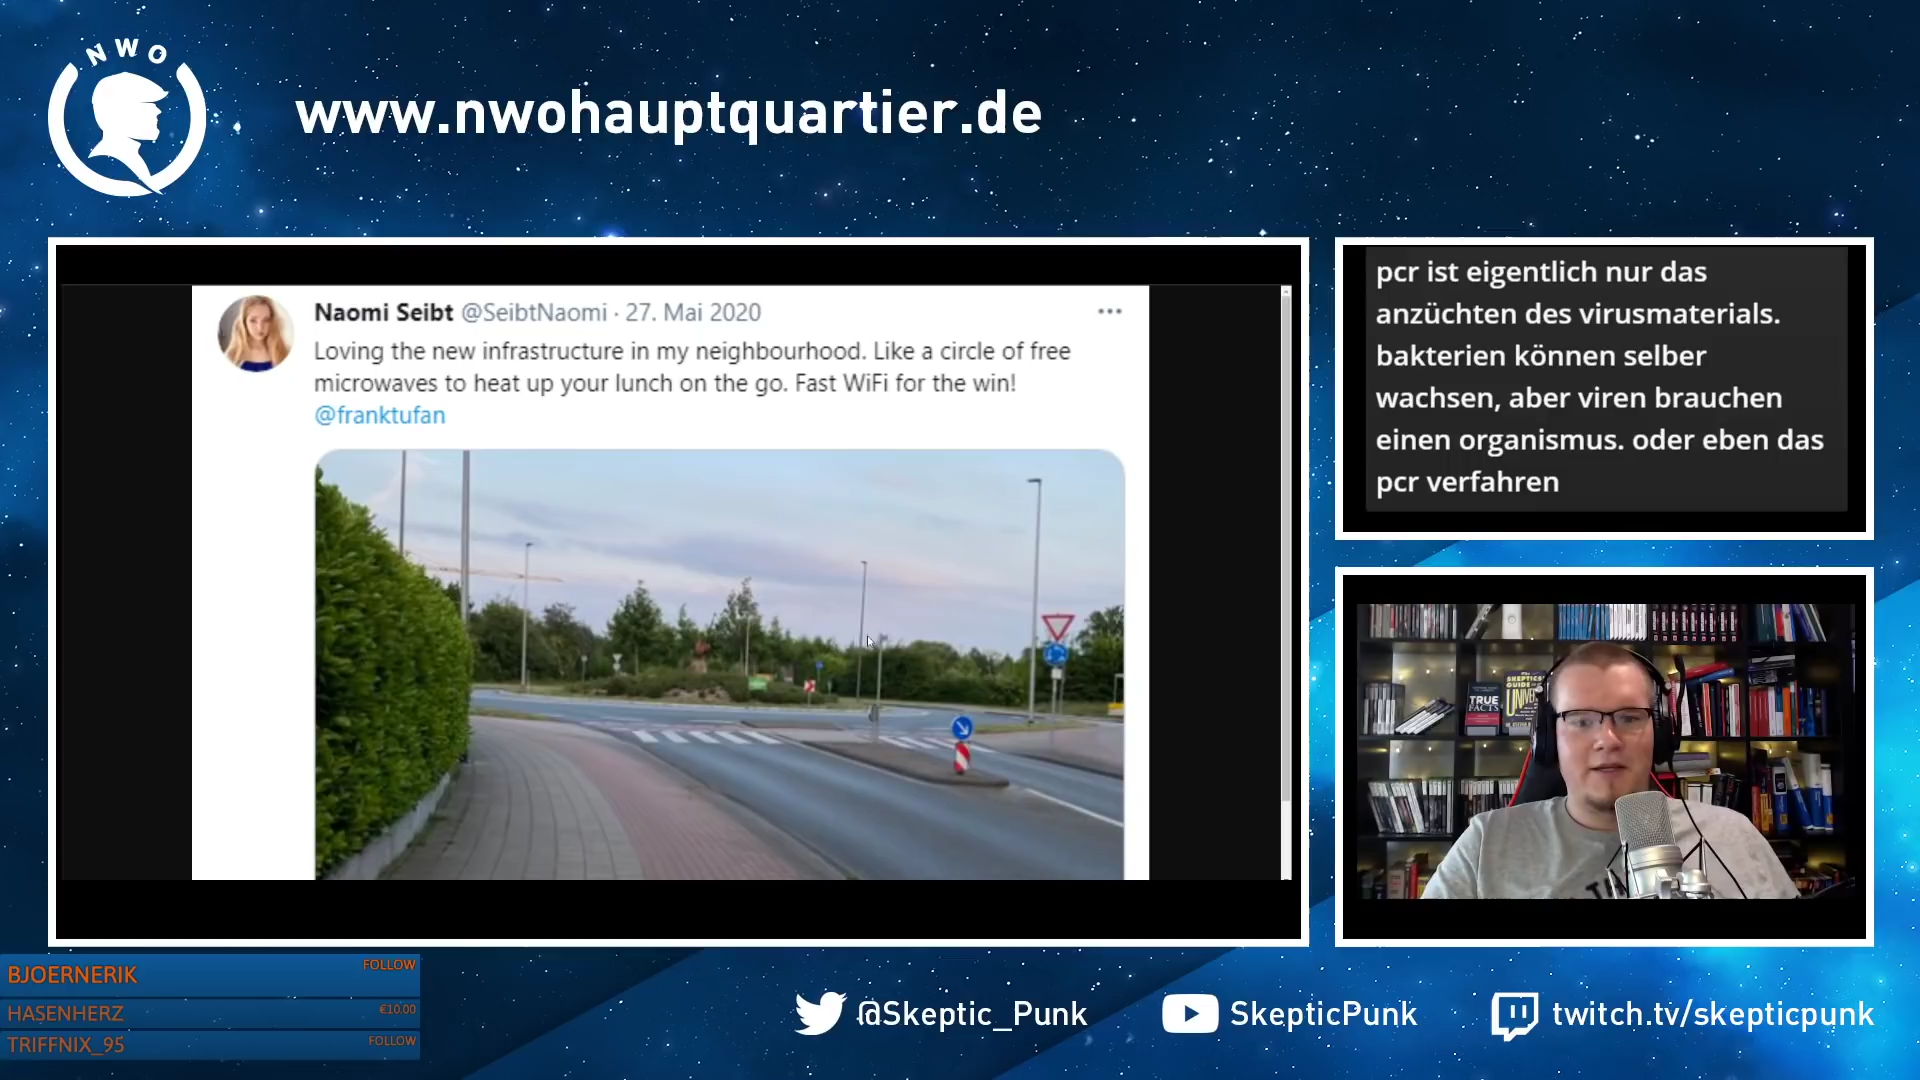 NWO
www.nwohauptquartier.de
Naomi Seibt @SeibtNaomi · 27. Mai 2020
Loving the new infrastructure in my neighbourhood. Like a circle of free
microwaves to heat up your lunch on the go. Fast WiFi for the win!
@franktufan
pcr ist eigentlich nur das
anzüchten des virusmaterials.
bakterien können selber
wachsen, aber viren brauchen
einen organismus. oder eben das
pcr verfahren
TRUE
FACTS
BJOERNERIK FOLLOW
HASENHERZ €10.00
TRIFFNIX_95 FOLLOW
@Skeptic_Punk
SkepticPunk
twitch.tv/skepticpunk